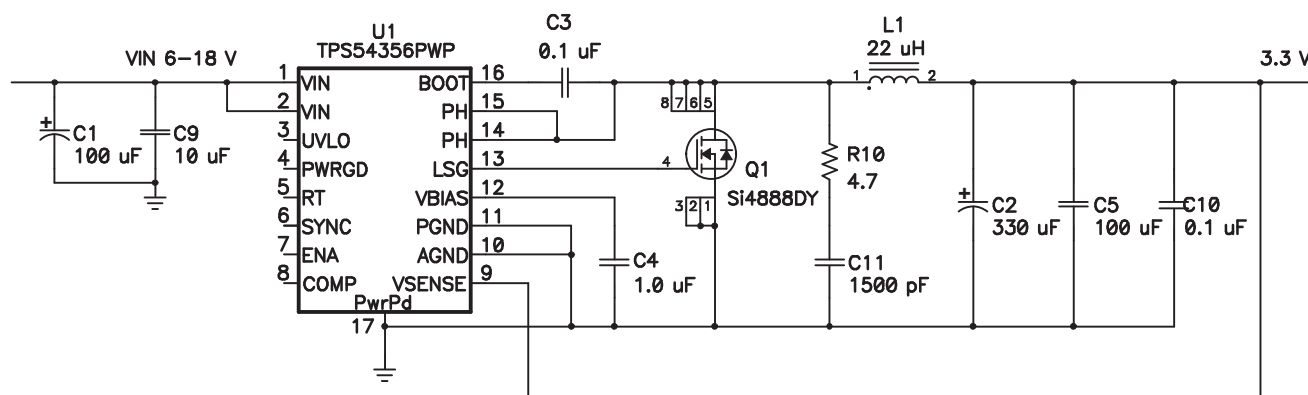 U1
TPS54356PWP
VIN 6-18 V
C3
0.1 uF
L1
22 uH
3.3 V
1 VIN
2 VIN
3 UVLO
4 PWRGD
5 RT
6 SYNC
7 ENA
8 COMP
BOOT 16
PH 15
PH 14
LSG 13
VBIAS 12
PGND 11
AGND 10
VSENSE 9
PwrPd
17
C1
100 uF
C9
10 uF
8 7 6 5
4
3 2 1
Q1
Si4888DY
1 2
R10
4.7
C11
1500 pF
C4
1.0 uF
C2
330 uF
C5
100 uF
C10
0.1 uF